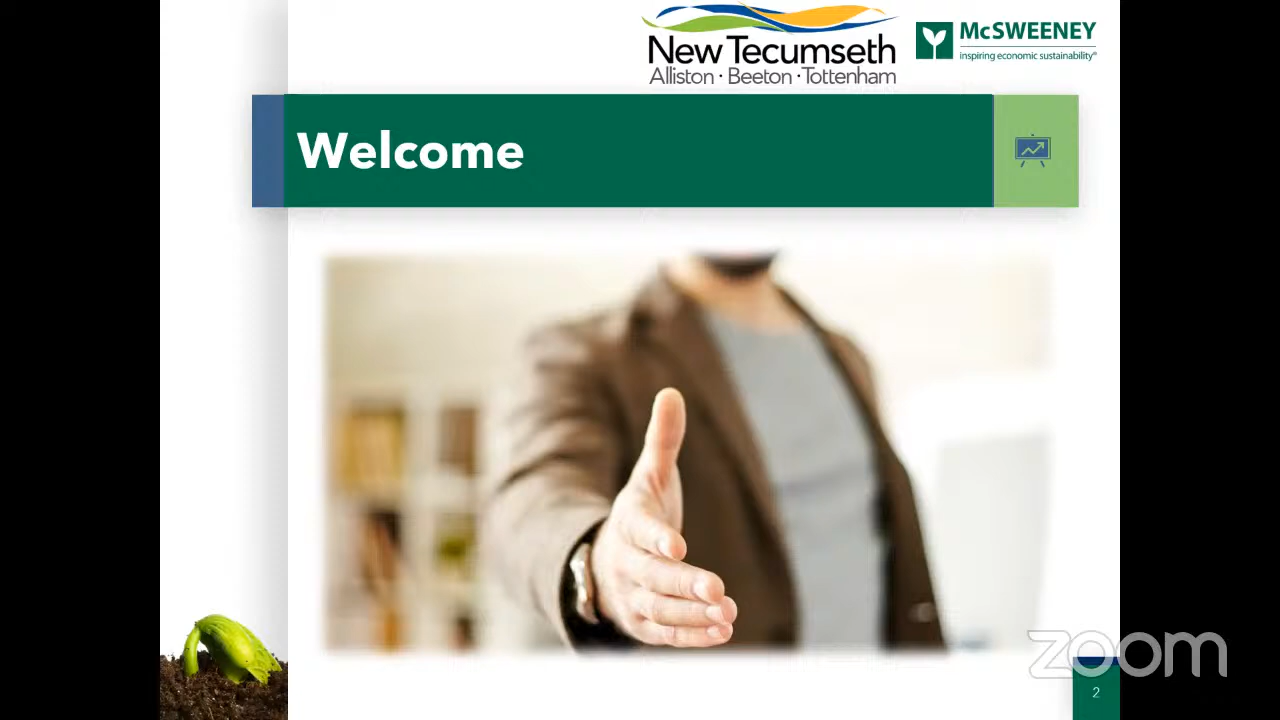 New Tecumseth
Alliston · Beeton · Tottenham
McSWEENEY
inspiring economic sustainability®
Welcome
zoom
2